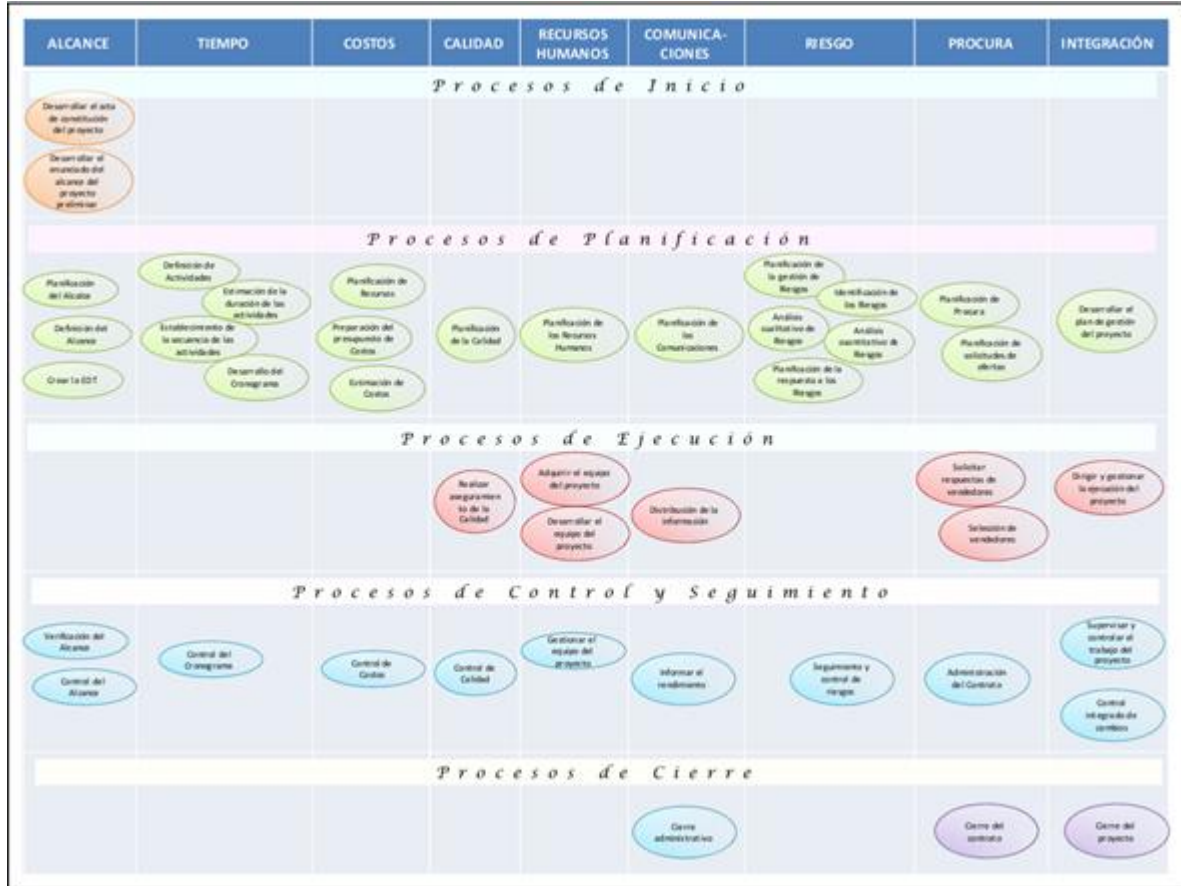 ALCANCE
TIEMPO
COSTOS
CALIDAD
RECURSOS
HUMANOS
COMUNICA-
CIONES
RIESGO
PROCURA
INTEGRACIÓN
Procesos de Inicio
Desarrollar el acta
de constitución
del proyecto
Desarrollar el
enunciado del
alcance del
proyecto
preliminar
Procesos de Planificación
Planificación
del Alcance
Definición del
Alcance
Crear la EDT
Definición de
Actividades
Estimación de la
duración de las
actividades
Establecimiento de
la secuencia de las
actividades
Desarrollo del
Cronograma
Planificación de
Recursos
Preparación del
presupuesto de
Costos
Estimación de
Costos
Planificación
de la Calidad
Planificación de
los Recursos
Humanos
Planificación de
las
Comunicaciones
Planificación de
la gestión de
Riesgos
Identificación de
los Riesgos
Análisis
cualitativo de
Riesgos
Análisis
cuantitativo de
Riesgos
Planificación de la
respuesta a los
Riesgos
Planificación de
Procura
Planificación de
solicitudes de
ofertas
Desarrollar el
plan de gestión
del proyecto
Procesos de Ejecución
Realizar
aseguramien
to de la
Calidad
Adquirir el equipo
del proyecto
Desarrollar el
equipo del
proyecto
Distribución de la
información
Solicitar
respuestas de
vendedores
Selección de
vendedores
Dirigir y gestionar
la ejecución del
proyecto
Procesos de Control y Seguimiento
Verificación del
Alcance
Control del
Alcance
Control del
Cronograma
Control de
Costos
Control de
Calidad
Gestionar el
equipo del
proyecto
Informar el
rendimiento
Seguimiento y
control de
riesgos
Administración
del Contrato
Supervisar y
controlar el
trabajo del
proyecto
Control
integrado de
cambios
Procesos de Cierre
Cierre
administrativo
Cierre del
contrato
Cierre del
proyecto